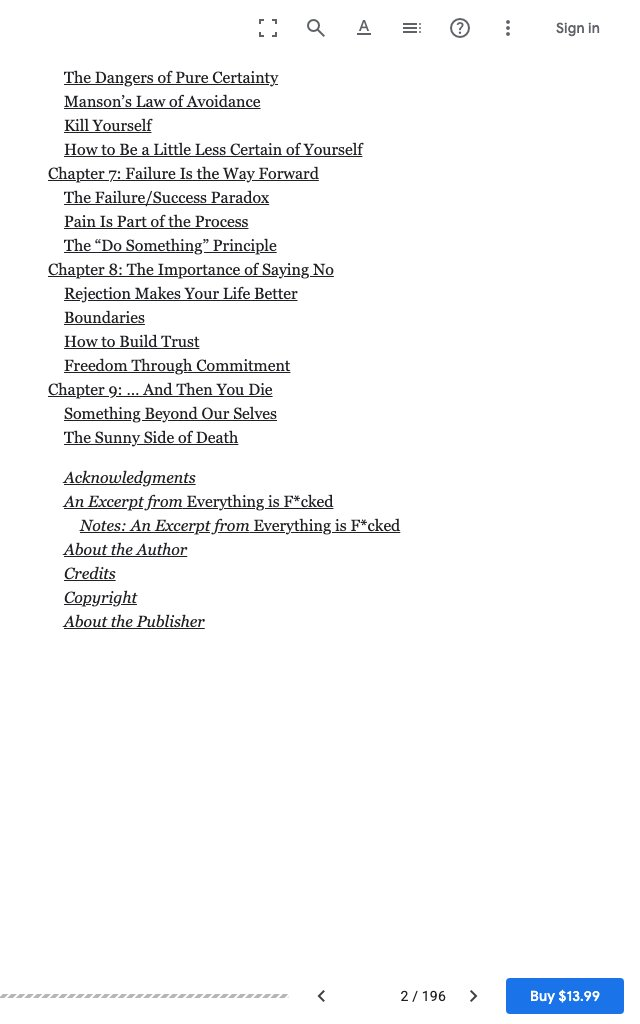 A
Sign in
The Dangers of Pure Certainty
Manson’s Law of Avoidance
Kill Yourself
How to Be a Little Less Certain of Yourself
Chapter 7: Failure Is the Way Forward
The Failure/Success Paradox
Pain Is Part of the Process
The “Do Something” Principle
Chapter 8: The Importance of Saying No
Rejection Makes Your Life Better
Boundaries
How to Build Trust
Freedom Through Commitment
Chapter 9: ... And Then You Die
Something Beyond Our Selves
The Sunny Side of Death
Acknowledgments
An Excerpt from Everything is F*cked
Notes: An Excerpt from Everything is F*cked
About the Author
Credits
Copyright
About the Publisher
2 / 196
Buy $13.99